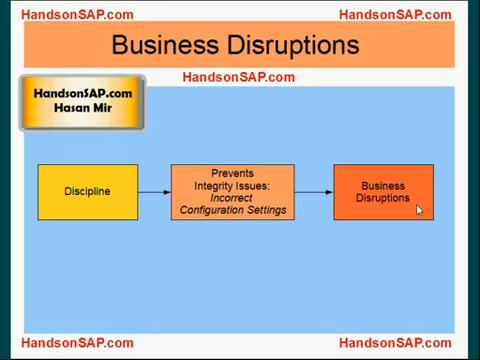 HandsonSAP.com
HandsonSAP.com
Business Disruptions
HandsonSAP.com
HandsonSAP.com
Hasan Mir
Discipline
Prevents
Integrity Issues:
Incorrect
Configuration Settings
Business
Disruptions
HandsonSAP.com
HandsonSAP.com